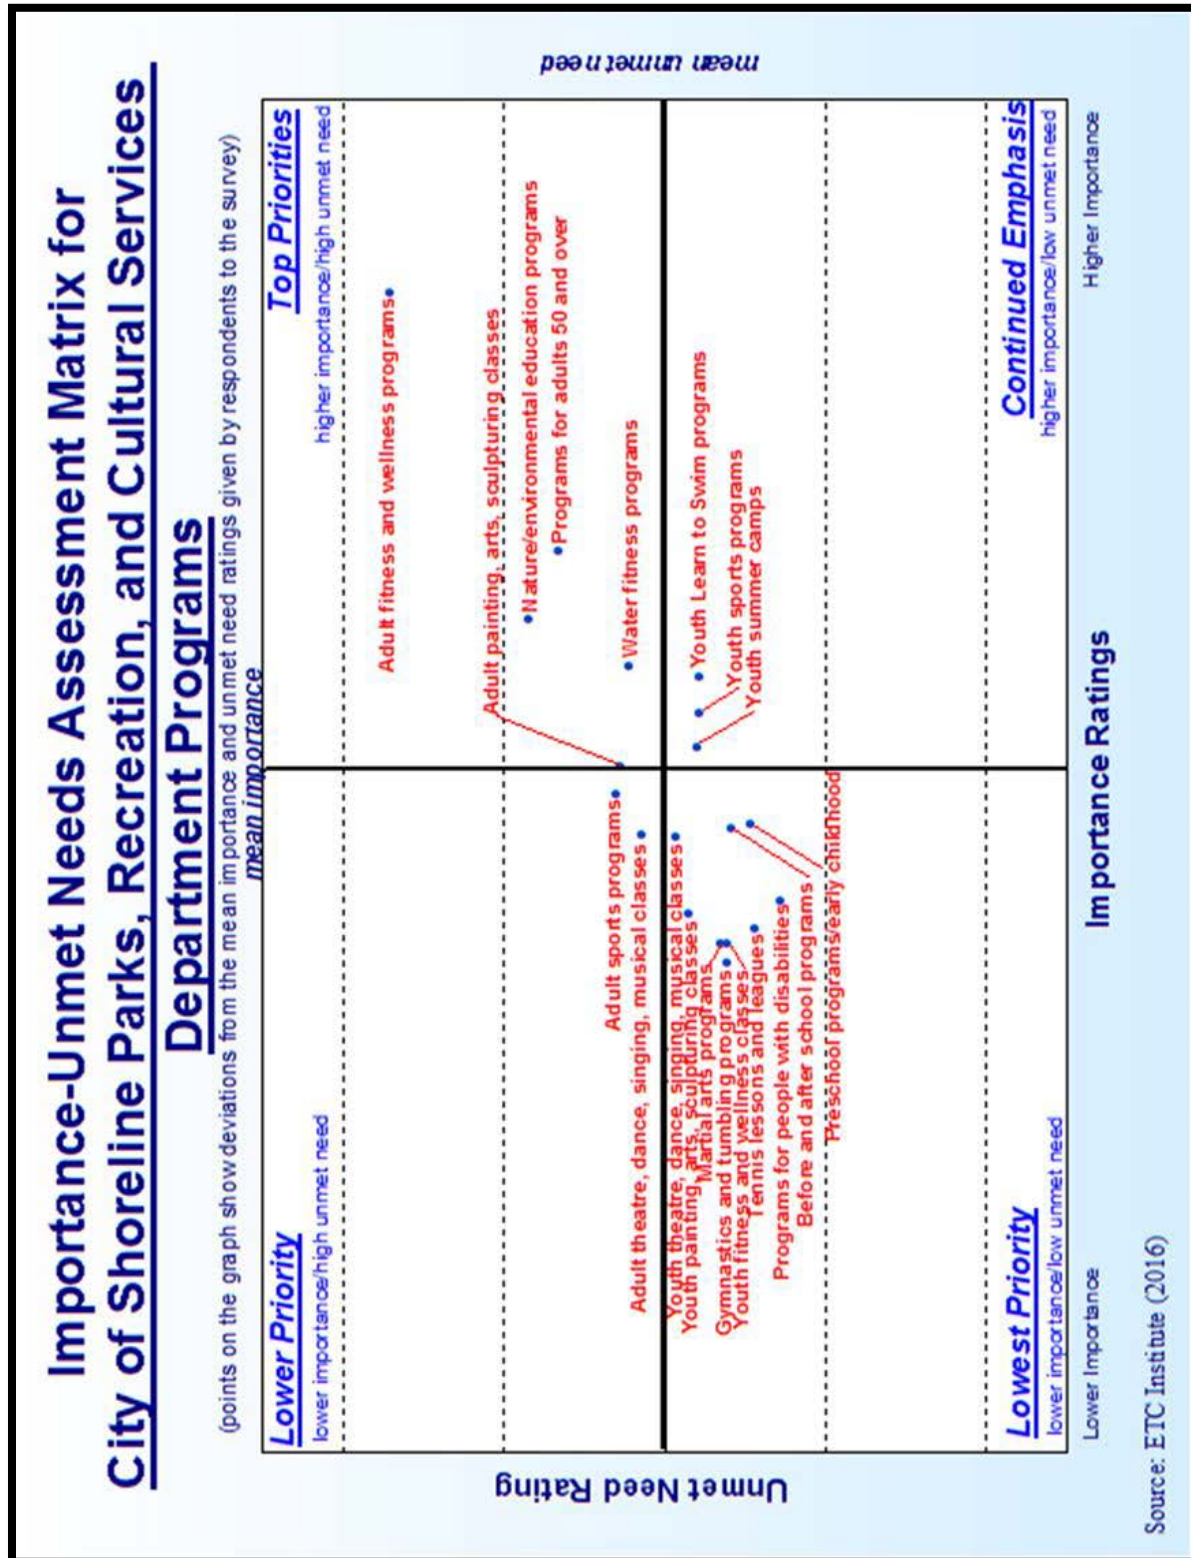 Importance-Unmet Needs Assessment Matrix for
City of Shoreline Parks, Recreation, and Cultural Services
Department Programs
(points on the graph show deviations from the mean importance and unmet need ratings given by respondents to the survey)
mean importance
Lower Priority
lower importance/high unmet need
Top Priorities
higher importance/high unmet need
Adult fitness and wellness programs
Adult painting, arts, sculpturing classes
Nature/environmental education programs
Programs for adults 50 and over
Adult sports programs
Water fitness programs
Adult theatre, dance, singing, musical classes
mean unmet need
Youth theatre, dance, singing, musical classes
Youth painting, arts, sculpturing classes
Youth Learn to Swim programs
Martial arts programs
Youth sports programs
Gymnastics and tumbling programs
Youth summer camps
Youth fitness and wellness classes
Tennis lessons and leagues
Programs for people with disabilities
Before and after school programs
Preschool programs/early childhood
Unmet Need Rating
Lowest Priority
lower importance/low unmet need
Continued Emphasis
higher importance/low unmet need
Lower Importance
Importance Ratings
Higher Importance
Source: ETC Institute (2016)